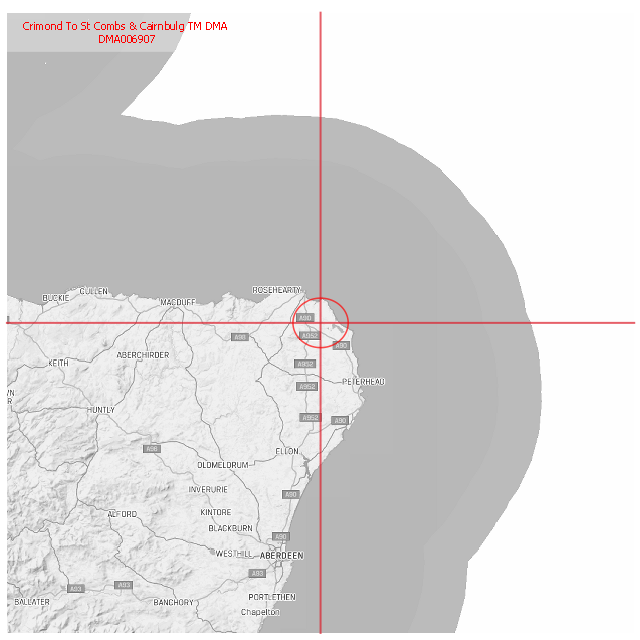 Crimond To St Combs & Cairnbulg TM DMA
DMA006907
ROSEHEARTY
CULLEN
BUCKIE
MACDUFF
A90
A952
A98
A90
ABERCHIRDER
KEITH
A952
PETERHEAD
A952
HUNTLY
A952
A90
A96
ELLON
OLDMELDRUM
INVERURIE
A90
ALFORD
KINTORE
BLACKBURN
A90
WESTHILL
ABERDEEN
A93
A93
A93
BALLATER
BANCHORY
PORTLETHEN
Chapelton